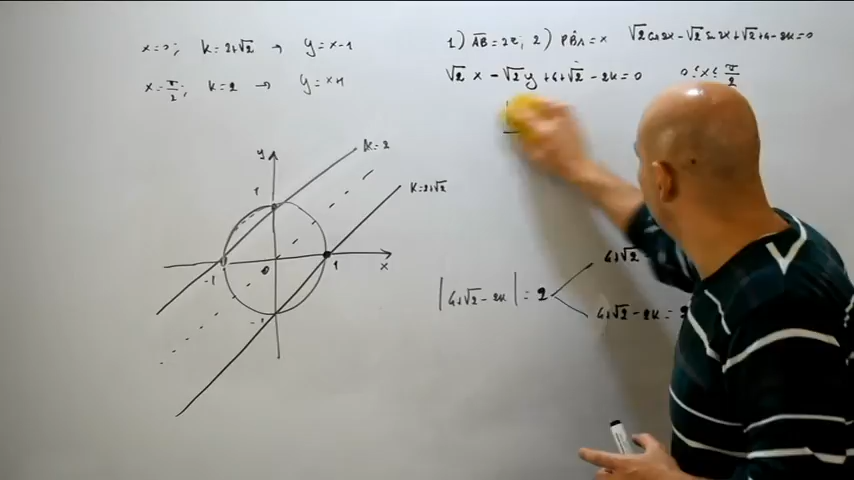 x=0; k=2+√2 → y=x-1
x=π/2; k=2 → y=x+1
1) AB=2r; 2) PBA=x √2cos2x-√2sin2x+√2+4-2k=0
√2x-√2y+4+√2-2k=0 0≤x≤π/2
y
k=2
1
k=2+√2
-1 0 1 x
-1
4+√2
|4+√2-2k|=2
4+√2-2k=